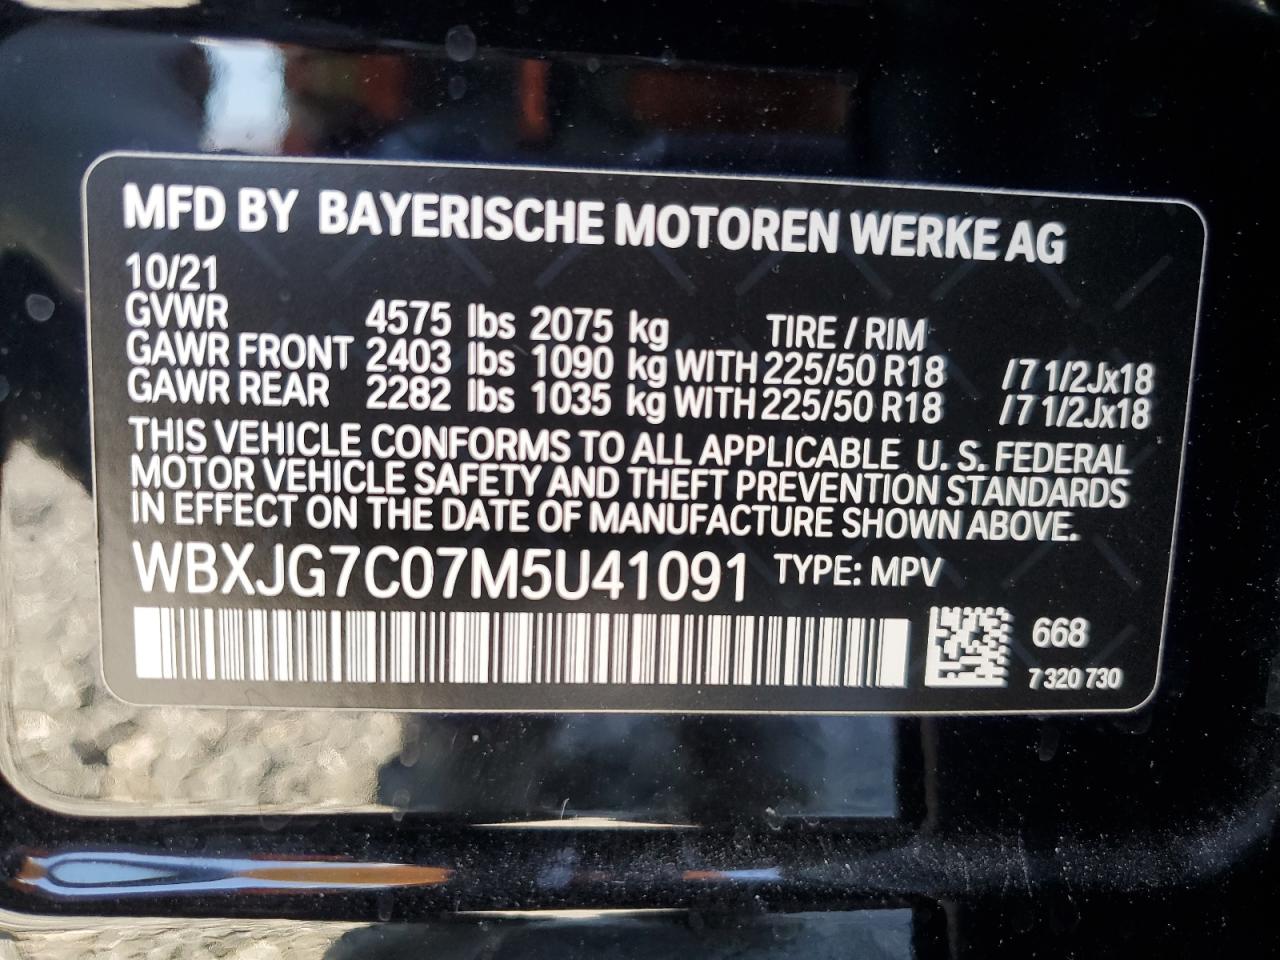 MFD BY BAYERISCHE MOTOREN WERKE AG
10/21
GVWR 4575 lbs 2075 kg TIRE / RIM
GAWR FRONT 2403 lbs 1090 kg WITH 225/50 R18 /7 1/2Jx18
GAWR REAR 2282 lbs 1035 kg WITH 225/50 R18 /7 1/2Jx18
THIS VEHICLE CONFORMS TO ALL APPLICABLE U. S. FEDERAL
MOTOR VEHICLE SAFETY AND THEFT PREVENTION STANDARDS
IN EFFECT ON THE DATE OF MANUFACTURE SHOWN ABOVE.
WBXJG7C07M5U41091 TYPE: MPV
668
7 320 730